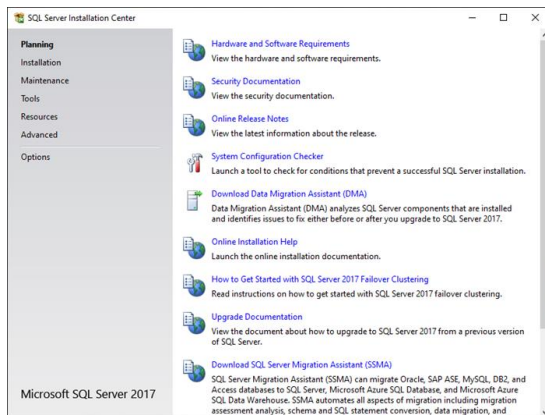 SQL Server Installation Center
Planning
Installation
Maintenance
Tools
Resources
Advanced
Options
Microsoft SQL Server 2017
Hardware and Software Requirements
View the hardware and software requirements.
Security Documentation
View the security documentation.
Online Release Notes
View the latest information about the release.
System Configuration Checker
Launch a tool to check for conditions that prevent a successful SQL Server installation.
Download Data Migration Assistant (DMA)
Data Migration Assistant (DMA) analyzes SQL Server components that are installed
and identifies issues to fix either before or after you upgrade to SQL Server 2017.
Online Installation Help
Launch the online installation documentation.
How to Get Started with SQL Server 2017 Failover Clustering
Read instructions on how to get started with SQL Server 2017 failover clustering.
Upgrade Documentation
View the document about how to upgrade to SQL Server 2017 from a previous version
of SQL Server.
Download SQL Server Migration Assistant (SSMA)
SQL Server Migration Assistant (SSMA) can migrate Oracle, SAP ASE, MySQL, DB2, and
Access databases to SQL Server, Microsoft Azure SQL Database, and Microsoft Azure
SQL Data Warehouse. SSMA automates all aspects of migration including migration
assessment analysis, schema and SQL statement conversion, data migration, and